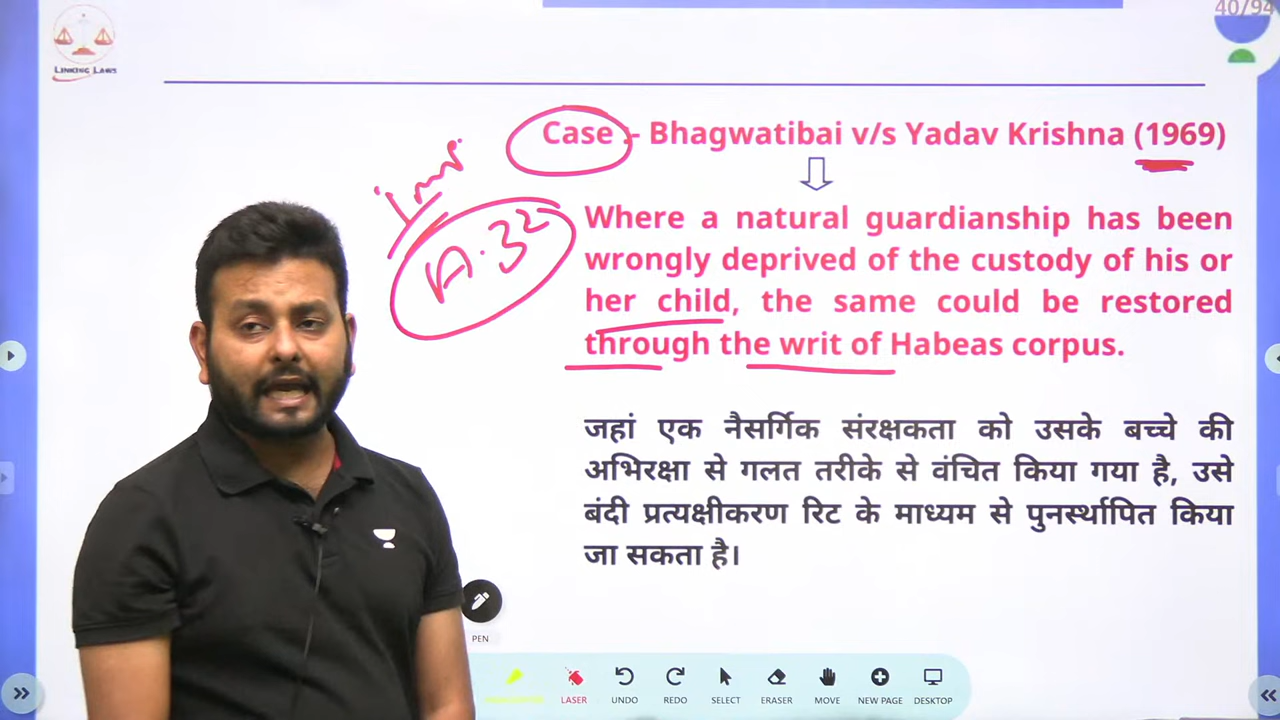 40/94
LINKING LAWS
Case :- Bhagwatibai v/s Yadav Krishna (1969)
imp.
A.32
Where a natural guardianship has been
wrongly deprived of the custody of his or
her child, the same could be restored
through the writ of Habeas corpus.
जहां एक नैसर्गिक संरक्षकता को उसके बच्चे की
अभिरक्षा से गलत तरीके से वंचित किया गया है, उसे
बंदी प्रत्यक्षीकरण रिट के माध्यम से पुनर्स्थापित किया
जा सकता है।
PEN
LASER UNDO REDO SELECT ERASER MOVE NEW PAGE DESKTOP